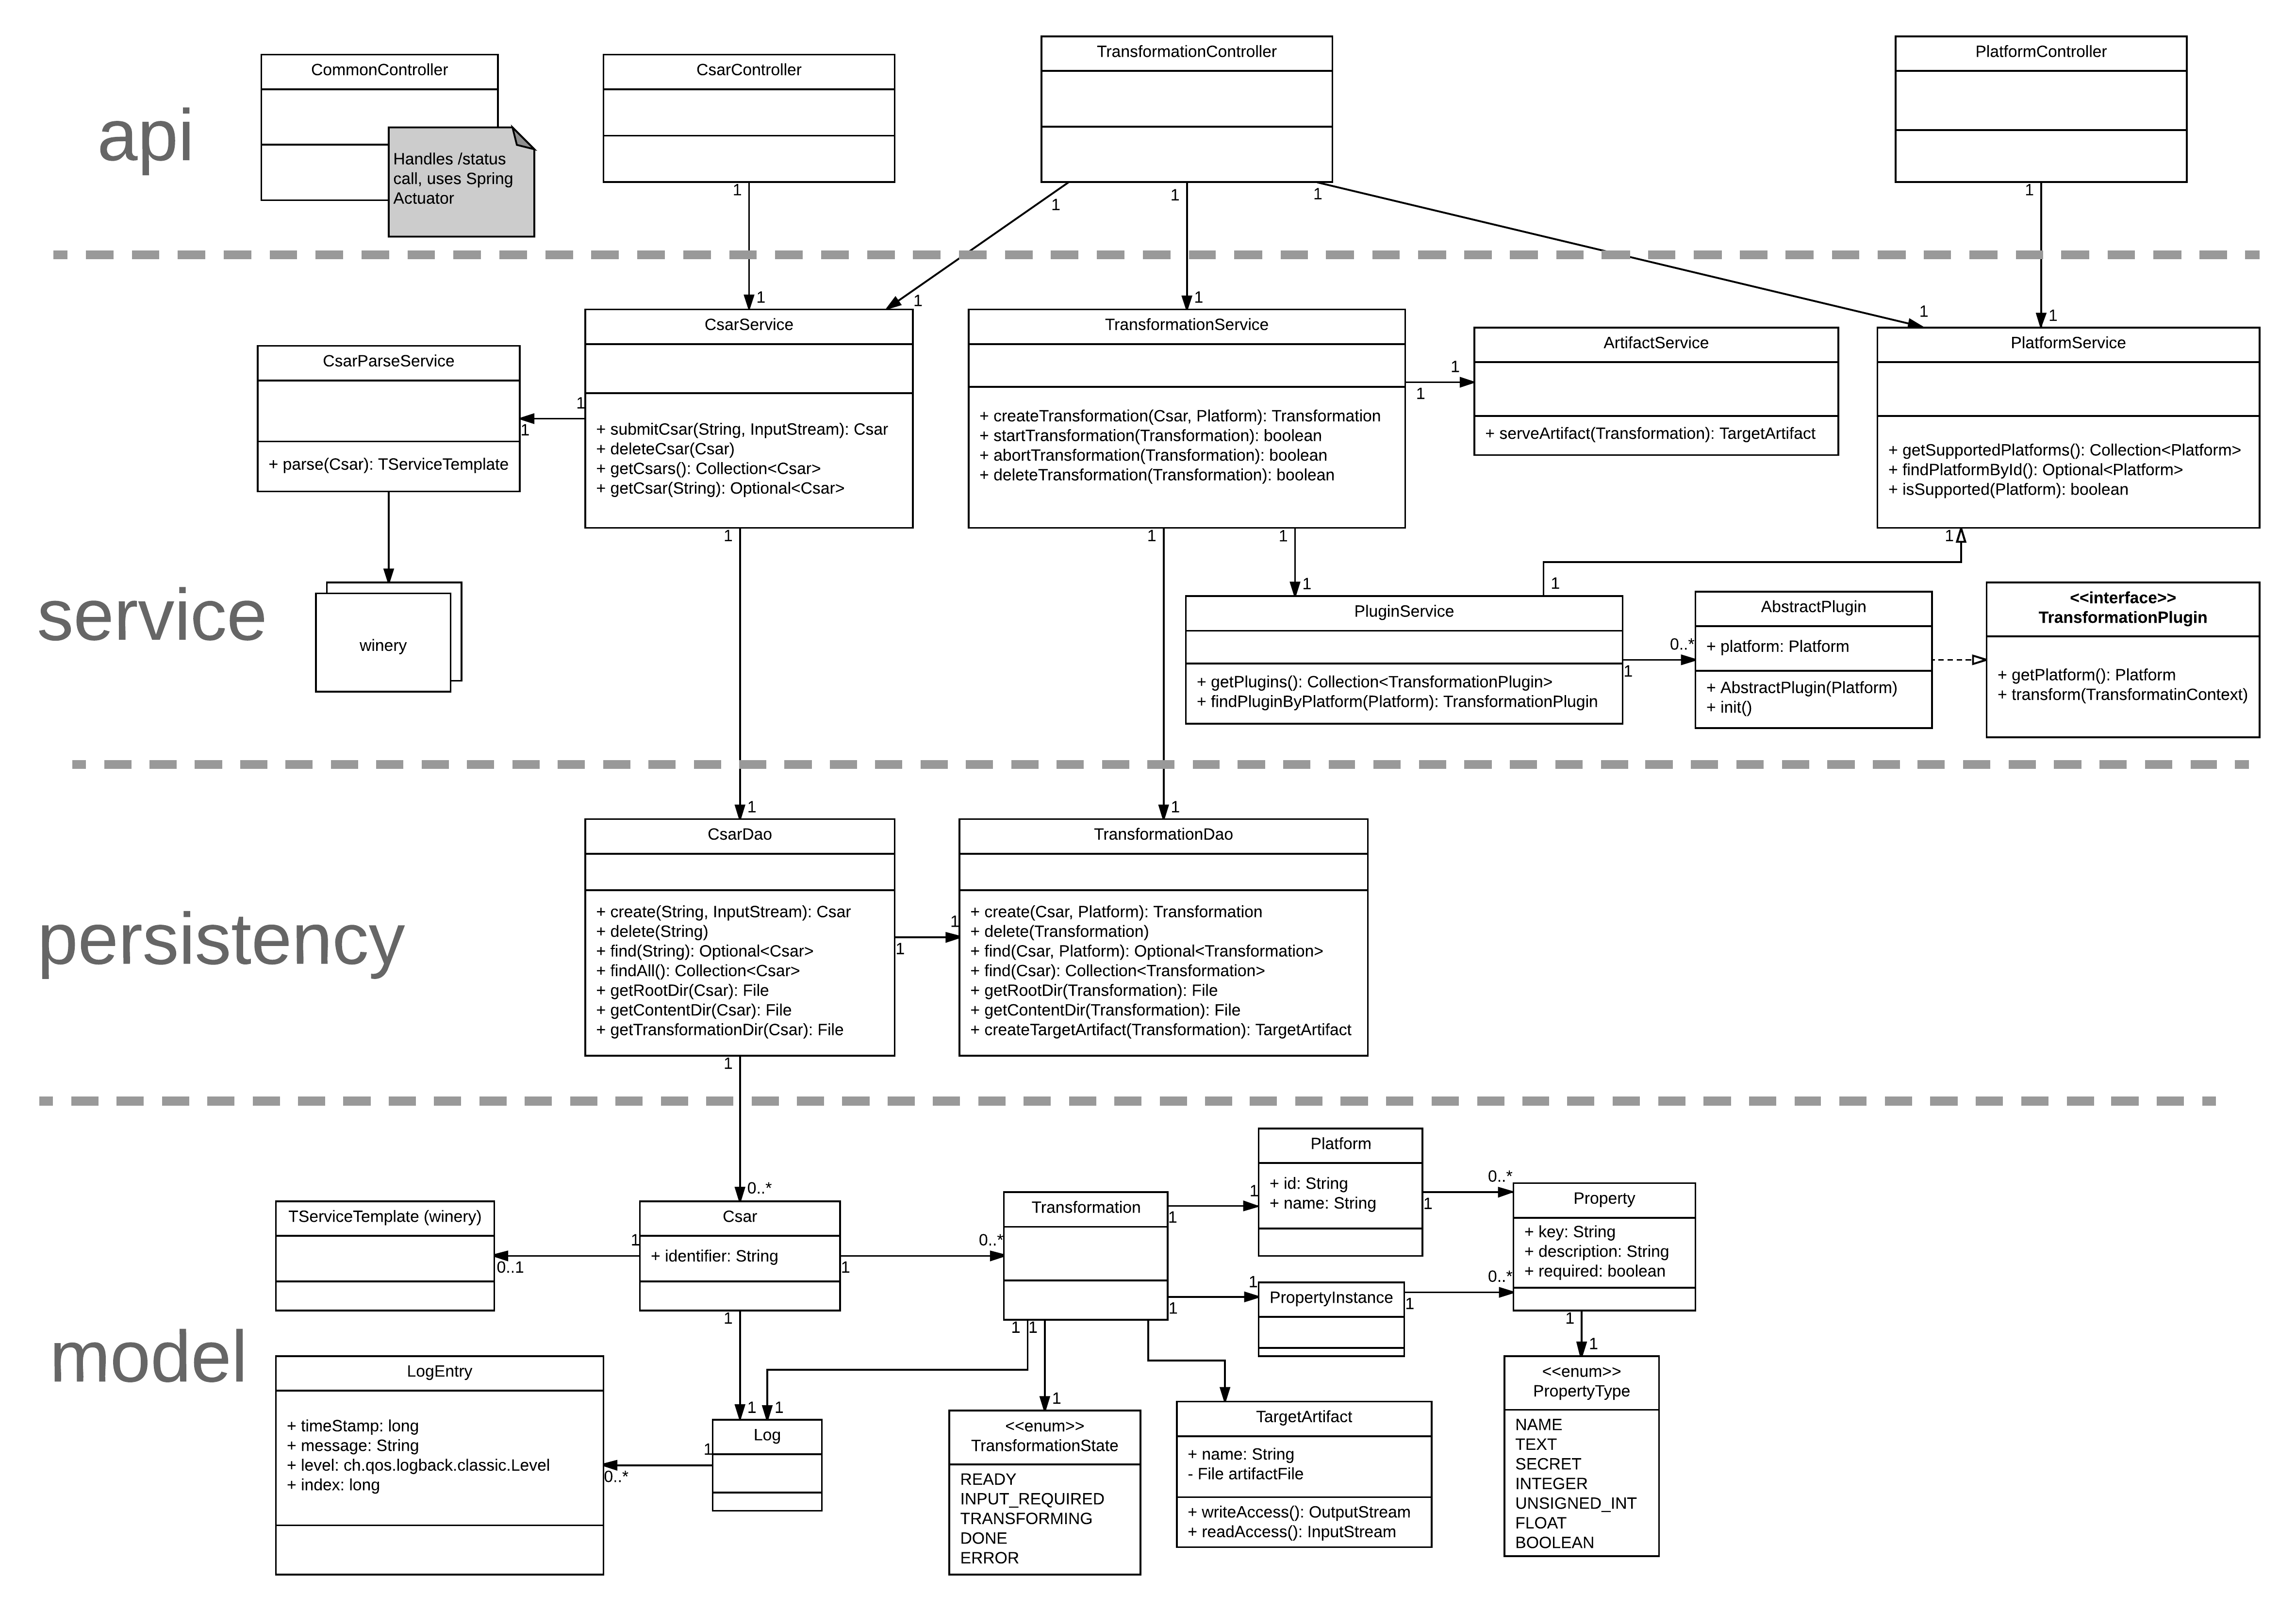 api
CommonController
Handles /status
call, uses Spring
Actuator
CsarController
1
1
TransformationController
1
1
1
1
1
1
PlatformController
1
1
service
CsarParseService
+ parse(Csar): TServiceTemplate
winery
1
1
CsarService
+ submitCsar(String, InputStream): Csar
+ deleteCsar(Csar)
+ getCsars(): Collection<Csar>
+ getCsar(String): Optional<Csar>
1
TransformationService
+ createTransformation(Csar, Platform): Transformation
+ startTransformation(Transformation): boolean
+ abortTransformation(Transformation): boolean
+ deleteTransformation(Transformation): boolean
1
1
1
1
ArtifactService
+ serveArtifact(Transformation): TargetArtifact
PlatformService
+ getSupportedPlatforms(): Collection<Platform>
+ findPlatformById(): Optional<Platform>
+ isSupported(Platform): boolean
1
1
1
PluginService
+ getPlugins(): Collection<TransformationPlugin>
+ findPluginByPlatform(Platform): TransformationPlugin
1
0..*
AbstractPlugin
+ platform: Platform
+ AbstractPlugin(Platform)
+ init()
<<interface>>
TransformationPlugin
+ getPlatform(): Platform
+ transform(TransformatinContext)
persistency
1
CsarDao
+ create(String, InputStream): Csar
+ delete(String)
+ find(String): Optional<Csar>
+ findAll(): Collection<Csar>
+ getRootDir(Csar): File
+ getContentDir(Csar): File
+ getTransformationDir(Csar): File
1
1
1
1
TransformationDao
+ create(Csar, Platform): Transformation
+ delete(Transformation)
+ find(Csar, Platform): Optional<Transformation>
+ find(Csar): Collection<Transformation>
+ getRootDir(Transformation): File
+ getContentDir(Transformation): File
+ createTargetArtifact(Transformation): TargetArtifact
model
TServiceTemplate (winery)
1
0..1
0..*
Csar
+ identifier: String
1
0..*
1
Transformation
1
1
1
1
1
1
Platform
+ id: String
+ name: String
1
0..*
PropertyInstance
1
0..*
Property
+ key: String
+ description: String
+ required: boolean
1
1
LogEntry
+ timeStamp: long
+ message: String
+ level: ch.qos.logback.classic.Level
+ index: long
1
1
Log
1
0..*
1
<<enum>>
TransformationState
READY
INPUT_REQUIRED
TRANSFORMING
DONE
ERROR
TargetArtifact
+ name: String
- File artifactFile
+ writeAccess(): OutputStream
+ readAccess(): InputStream
<<enum>>
PropertyType
NAME
TEXT
SECRET
INTEGER
UNSIGNED_INT
FLOAT
BOOLEAN